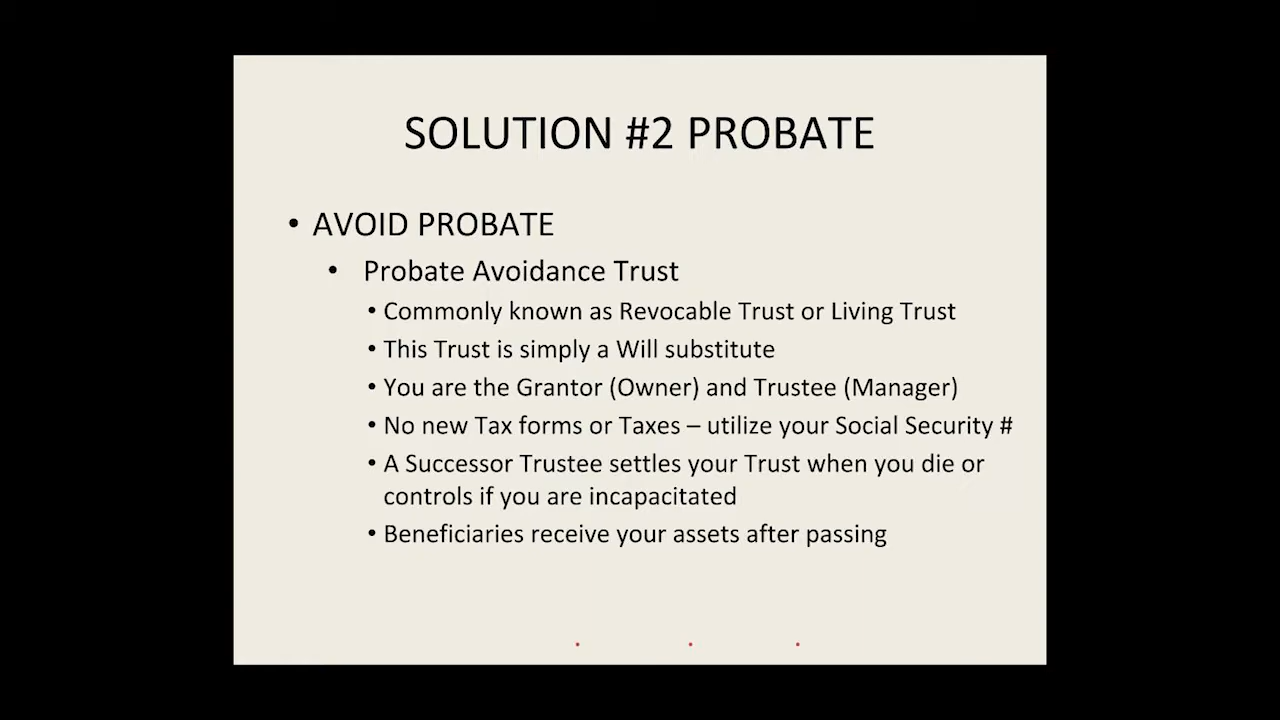 SOLUTION #2 PROBATE
• AVOID PROBATE
• Probate Avoidance Trust
• Commonly known as Revocable Trust or Living Trust
• This Trust is simply a Will substitute
• You are the Grantor (Owner) and Trustee (Manager)
• No new Tax forms or Taxes – utilize your Social Security #
• A Successor Trustee settles your Trust when you die or
controls if you are incapacitated
• Beneficiaries receive your assets after passing